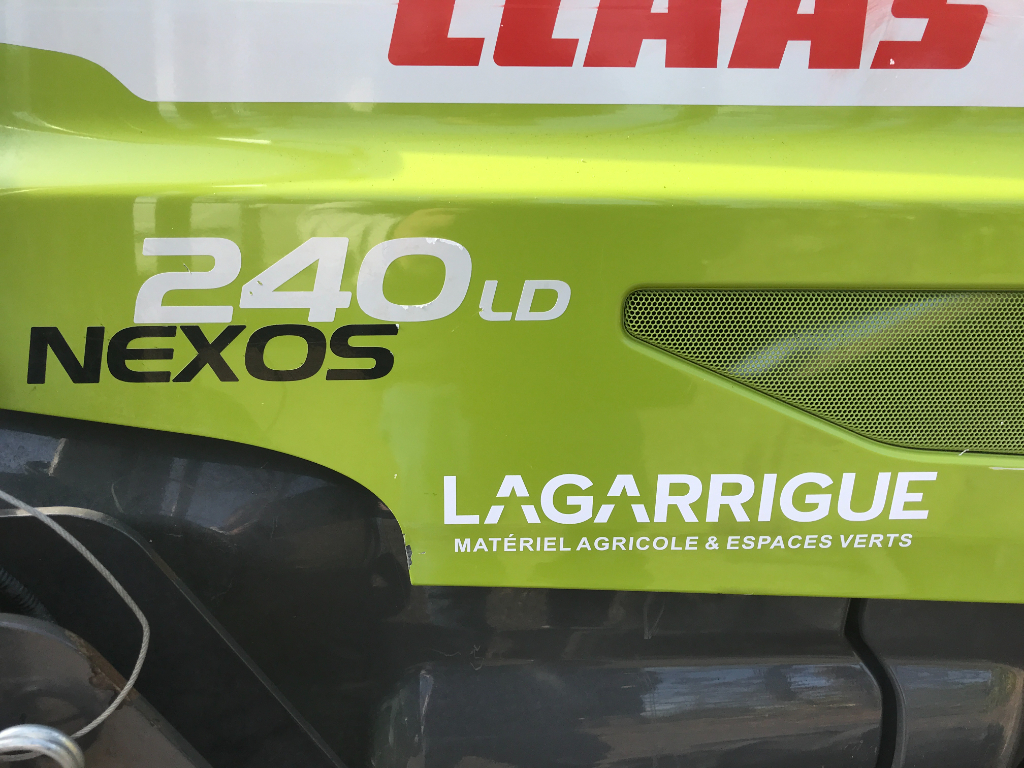 CLAAS
240 LD
NEXOS
LAGARRIGUE
MATÉRIEL AGRICOLE & ESPACES VERTS